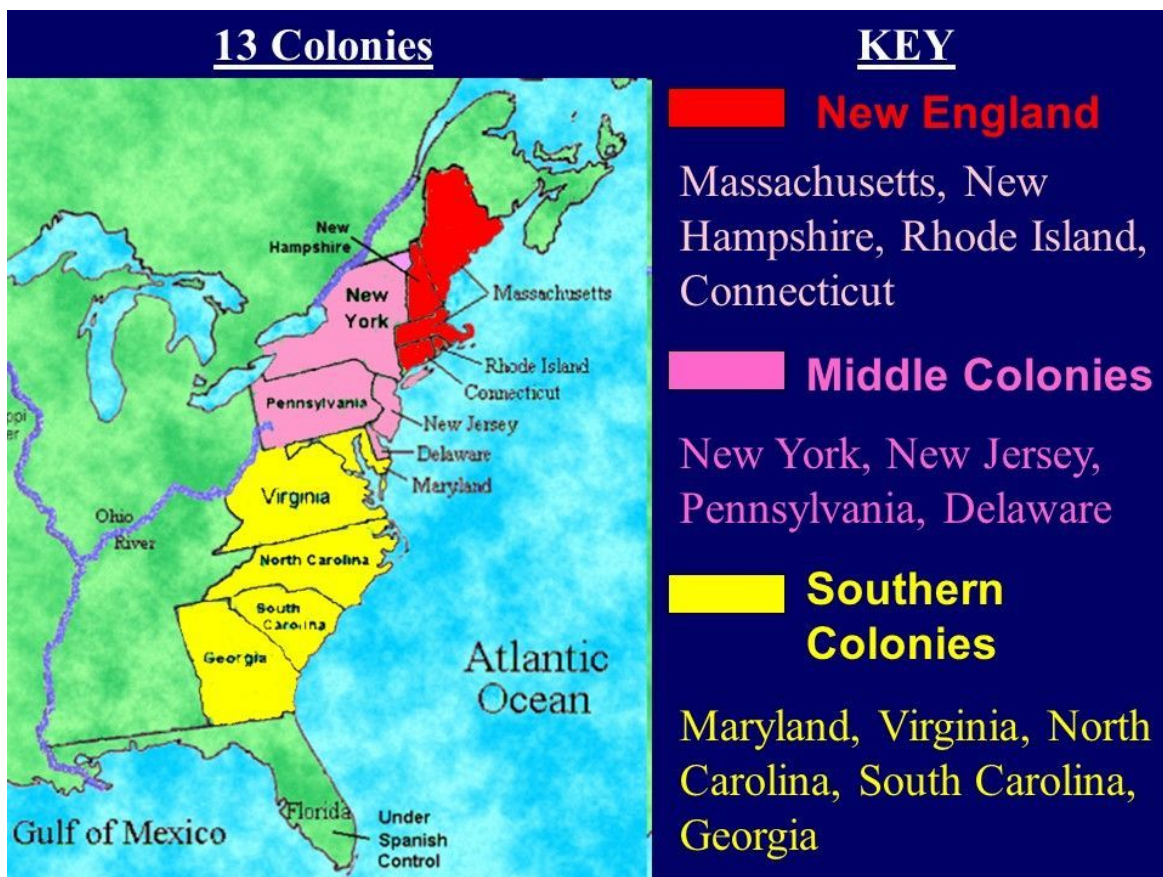 13 Colonies
KEY
New England
Massachusetts, New
Hampshire, Rhode Island,
Connecticut
Middle Colonies
New York, New Jersey,
Pennsylvania, Delaware
Southern
Colonies
Maryland, Virginia, North
Carolina, South Carolina,
Georgia
New
Hampshire
New
York
Massachusetts
Rhode Island
Connecticut
Pennsylvania
New Jersey
Delaware
Maryland
Virginia
Ohio
River
North Carolina
South
Carolina
Georgia
Atlantic
Ocean
Florida
Under
Spanish
Control
Gulf of Mexico